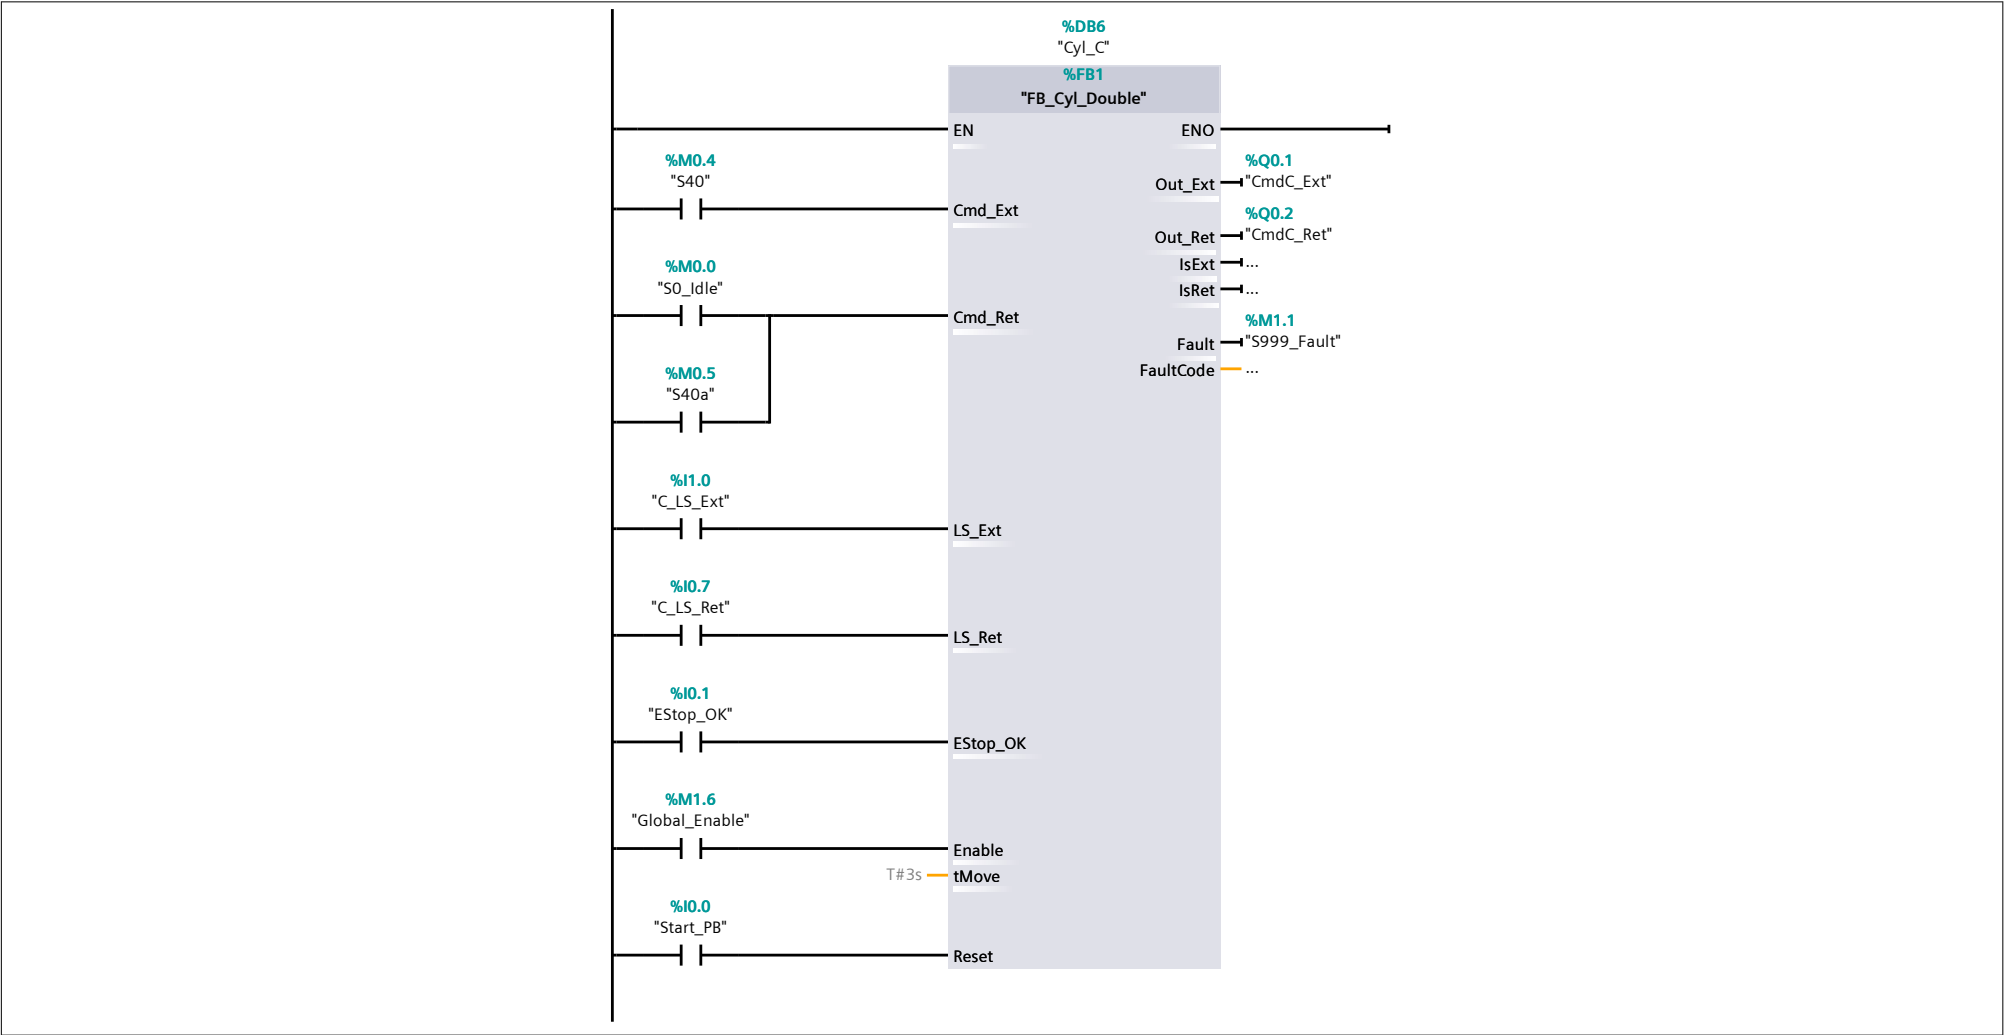 %DB6
"Cyl_C"
%FB1
"FB_Cyl_Double"
EN
ENO
%M0.4
"S40"
Cmd_Ext
%Q0.1
Out_Ext
"CmdC_Ext"
%Q0.2
Out_Ret
"CmdC_Ret"
IsExt
...
IsRet
...
%M0.0
"S0_Idle"
Cmd_Ret
%M1.1
Fault
"S999_Fault"
FaultCode
...
%M0.5
"S40a"
%I1.0
"C_LS_Ext"
LS_Ext
%I0.7
"C_LS_Ret"
LS_Ret
%I0.1
"EStop_OK"
EStop_OK
%M1.6
"Global_Enable"
Enable
T#3s
tMove
%I0.0
"Start_PB"
Reset